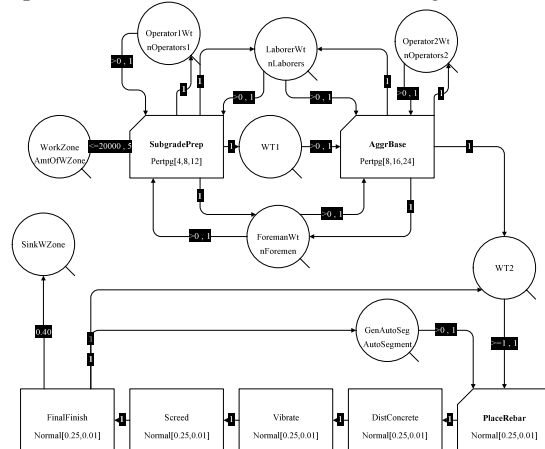 Operator1Wt
nOperators1
LaborerWt
nLaborers
Operator2Wt
nOperators2
>0 , 1
1
1
1
1
>0 , 1
>0 , 1
>0 , 1
WorkZone
AmtOfWZone
<=20000 , 5
SubgradePrep
Pertpg[4,8,12]
1
WT1
>0 , 1
AggrBase
Pertpg[8,16,24]
1
1
>0 , 1
>0 , 1
ForemanWt
nForemen
1
1
SinkWZone
WT2
0.40
1
1
GenAutoSeg
AutoSegment
>0 , 1
>=1 , 1
FinalFinish
Normal[0.25,0.01]
1
Screed
Normal[0.25,0.01]
1
Vibrate
Normal[0.25,0.01]
1
DistConcrete
Normal[0.25,0.01]
1
PlaceRebar
Normal[0.25,0.01]